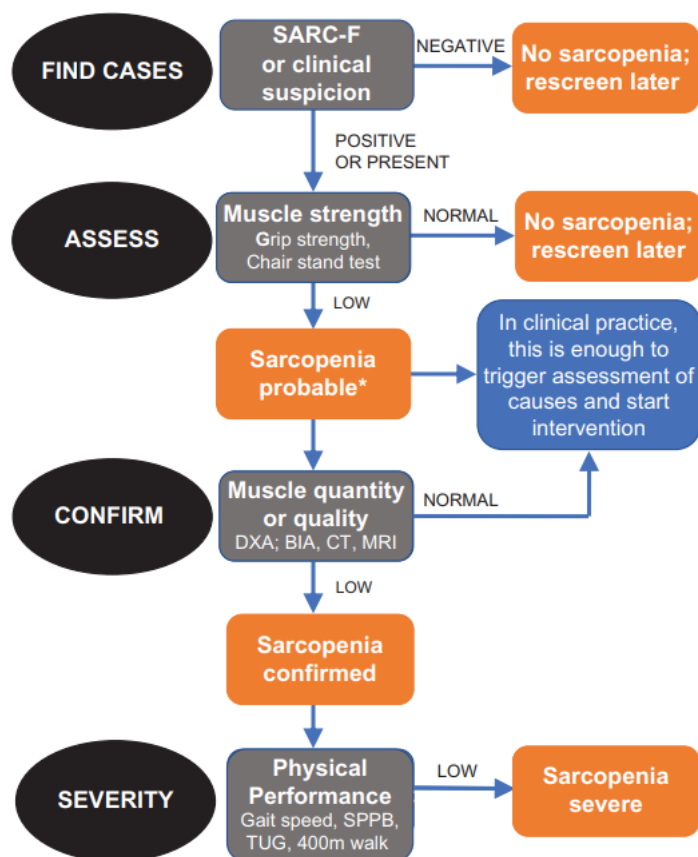 FIND CASES
SARC-F
or clinical
suspicion
NEGATIVE
No sarcopenia;
rescreen later
POSITIVE
OR PRESENT
ASSESS
Muscle strength
Grip strength,
Chair stand test
NORMAL
No sarcopenia;
rescreen later
LOW
Sarcopenia
probable*
In clinical practice,
this is enough to
trigger assessment of
causes and start
intervention
CONFIRM
Muscle quantity
or quality
DXA; BIA, CT, MRI
NORMAL
LOW
Sarcopenia
confirmed
SEVERITY
Physical
Performance
Gait speed, SPPB,
TUG, 400m walk
LOW
Sarcopenia
severe